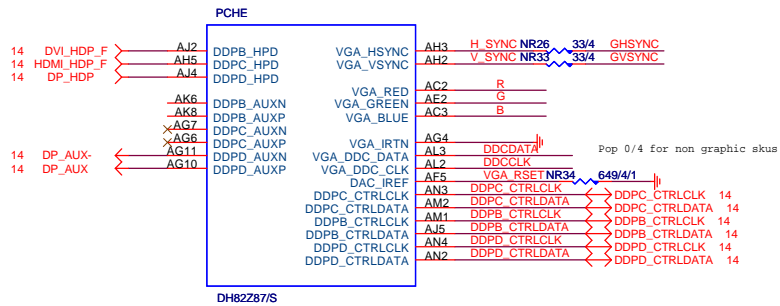 PCHE
14 DVI_HDP_F AJ2 DDPB_HPD VGA_HSYNC AH3 H_SYNC NR26 33/4 GHSYNC
14 HDMI_HDP_F AH5 DDPC_HPD VGA_VSYNC AH2 V_SYNC NR33 33/4 GVSYNC
14 DP_HDP AJ4 DDPD_HPD
VGA_RED AC2 R
AK6 DDPB_AUXN VGA_GREEN AE2 G
AK8 DDPB_AUXP VGA_BLUE AC3 B
AG7 DDPC_AUXN
AG6 DDPC_AUXP VGA_IRTN AG4
14 DP_AUX- AG11 DDPD_AUXN VGA_DDC_DATA AL3 DDCDATA Pop 0/4 for non graphic skus
14 DP_AUX AG10 DDPD_AUXP VGA_DDC_CLK AL2 DDCCLK
DAC_IREF AF5 VGA_RSET NR34 649/4/1
DDPC_CTRLCLK AN3 DDPC_CTRLCLK DDPC_CTRLCLK 14
DDPC_CTRLDATA AM2 DDPC_CTRLDATA DDPC_CTRLDATA 14
DDPB_CTRLCLK AM1 DDPB_CTRLCLK DDPB_CTRLCLK 14
DDPB_CTRLDATA AJ5 DDPB_CTRLDATA DDPB_CTRLDATA 14
DDPD_CTRLCLK AN4 DDPD_CTRLCLK DDPD_CTRLCLK 14
DDPD_CTRLDATA AN2 DDPD_CTRLDATA DDPD_CTRLDATA 14
DH82Z87/S